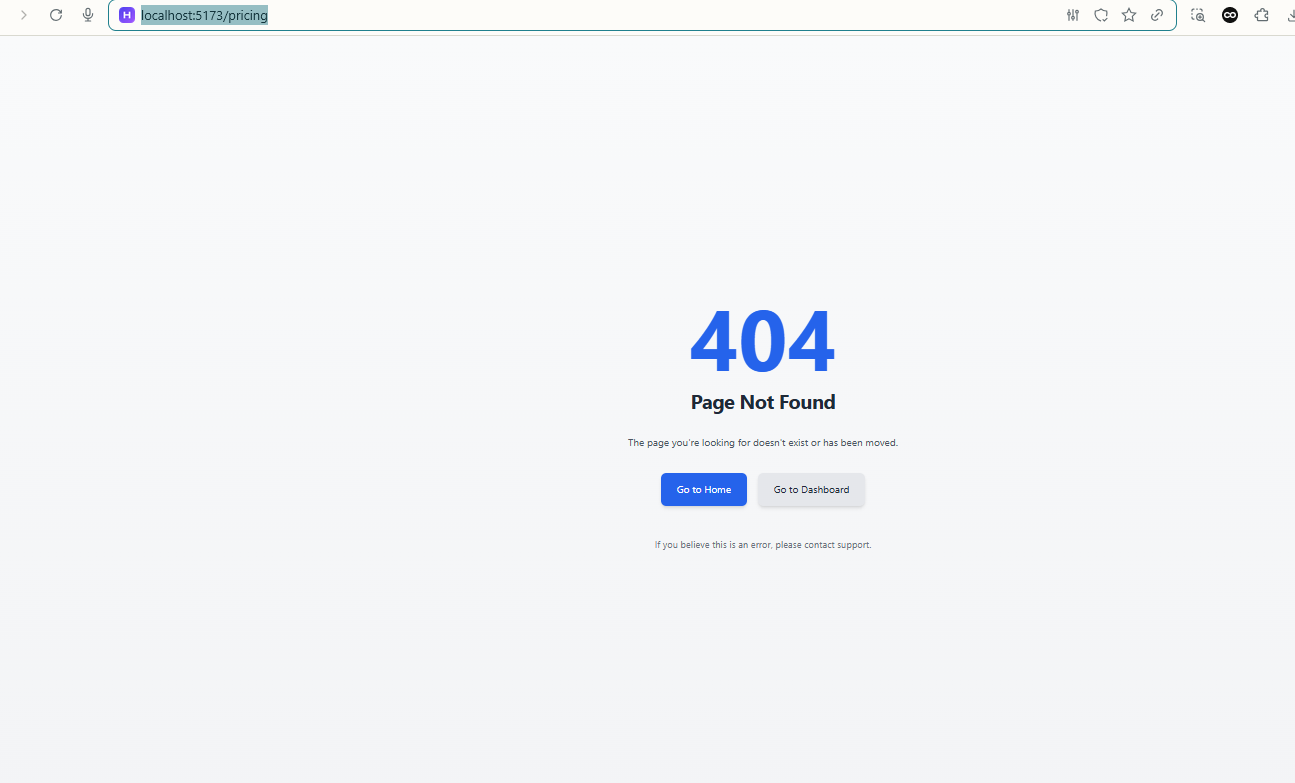 H localhost:5173/pricing
404
Page Not Found
The page you're looking for doesn't exist or has been moved.
Go to Home Go to Dashboard
If you believe this is an error, please contact support.